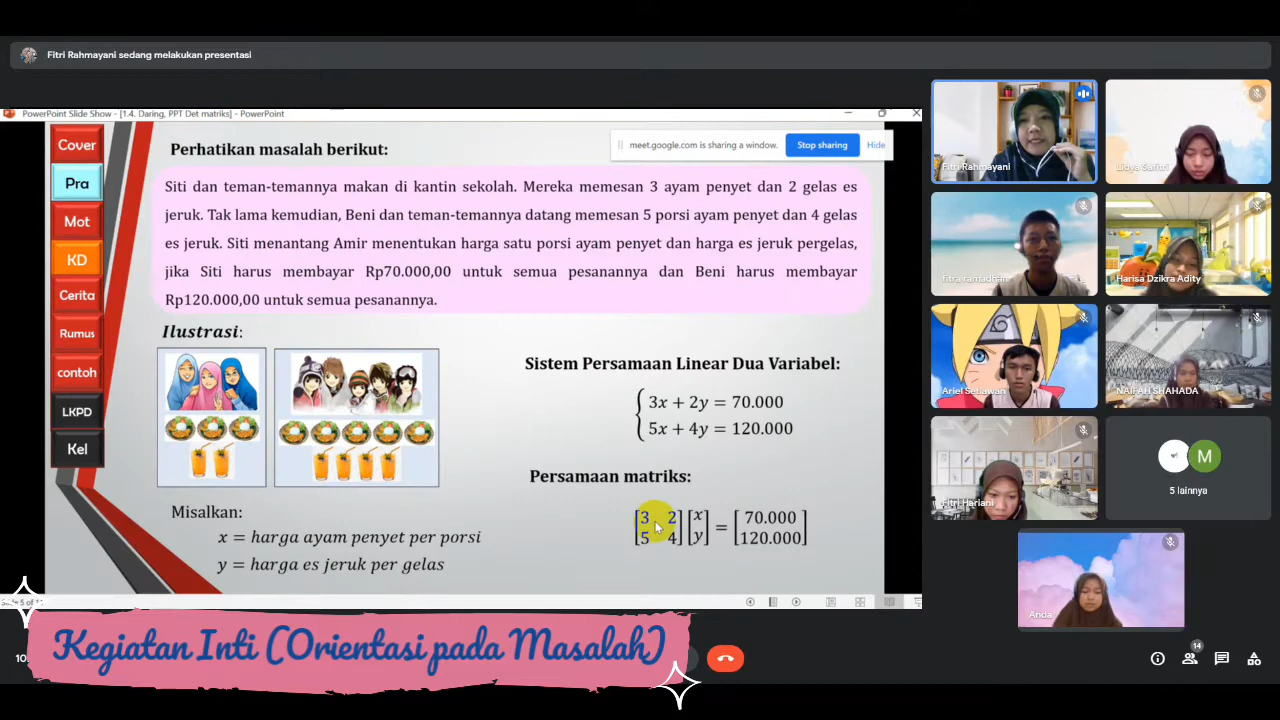 Fitri Rahmayani sedang melakukan presentasi
PowerPoint Slide Show - [1.4. Daring, PPT Det matriks] - PowerPoint
meet.google.com is sharing a window.
Stop sharing
Hide
Cover
Pra
Mot
KD
Cerita
Rumus
contoh
LKPD
Kel
Perhatikan masalah berikut:
Siti dan teman-temannya makan di kantin sekolah. Mereka memesan 3 ayam penyet dan 2 gelas es
jeruk. Tak lama kemudian, Beni dan teman-temannya datang memesan 5 porsi ayam penyet dan 4 gelas
es jeruk. Siti menantang Amir menentukan harga satu porsi ayam penyet dan harga es jeruk pergelas,
jika Siti harus membayar Rp70.000,00 untuk semua pesanannya dan Beni harus membayar
Rp120.000,00 untuk semua pesanannya.
Ilustrasi:
Misalkan:
x = harga ayam penyet per porsi
y = harga es jeruk per gelas
Sistem Persamaan Linear Dua Variabel:
3x + 2y = 70.000
5x + 4y = 120.000
Persamaan matriks:
[3 2] [x] = [70.000]
[5 4] [y] [120.000]
Fitri Rahmayani
Lidya Safitri
Fitra ramadhan
Harisa Dzikra Adity
Ariel Setiawan
NAIFAH SHAHADA
Fitri Hariani
M
5 lainnya
Anda
14
Kegiatan Inti (Orientasi pada Masalah)